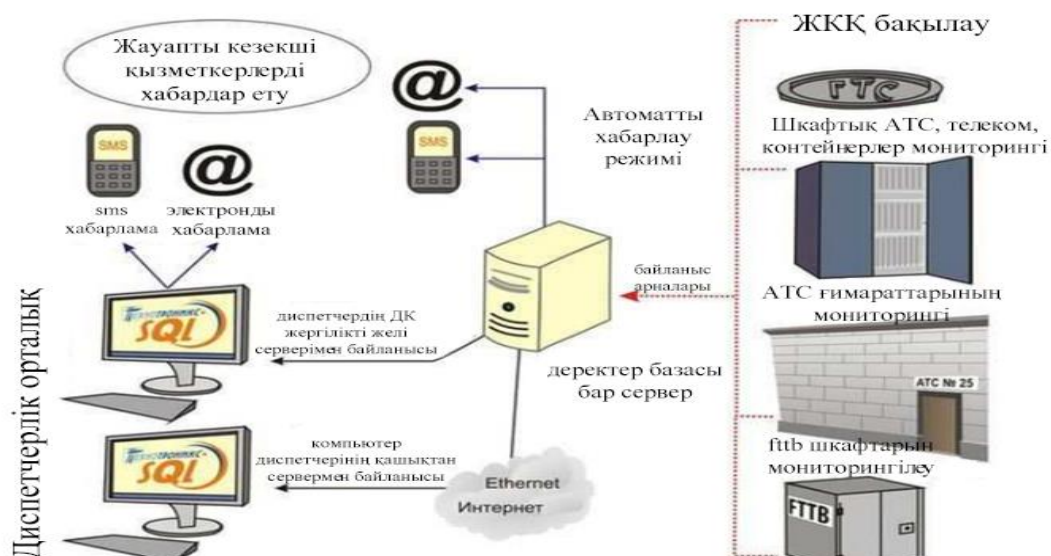 ЖКҚ бақылау
Жауапты кезекші
қызметкерлерді
хабардар ету
@
SMS
Автоматты
хабарлау
режимі
ГТС
Шкафтық АТС, телеком,
контейнерлер мониторингі
SMS
@
sms
хабарлама
электронды
хабарлама
байланыс
арналары
АТС ғимараттарының
мониторингі
АТС № 25
SQL
диспетчердің ДК
жергілікті желі
серверімен байланысы
деректер базасы
бар сервер
SQL
компьютер
диспетчерінің қашықтан
сервермен байланысы
Ethernet
Интернет
fttb шкафтарын
мониторингілеу
FTTB
Диспетчерлік орталық